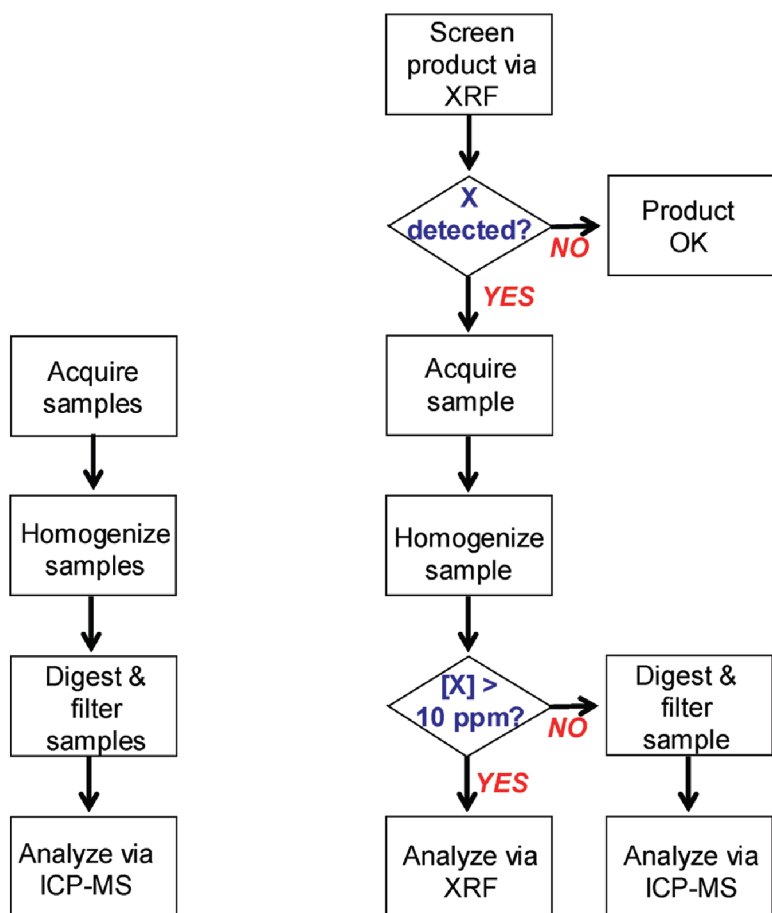 Acquire
samples
Homogenize
samples
Digest &
filter
samples
Analyze via
ICP-MS
Screen
product via
XRF
X
detected?
NO
Product
OK
YES
Acquire
sample
Homogenize
sample
[X] >
10 ppm?
NO
Digest &
filter
sample
YES
Analyze via
XRF
Analyze via
ICP-MS